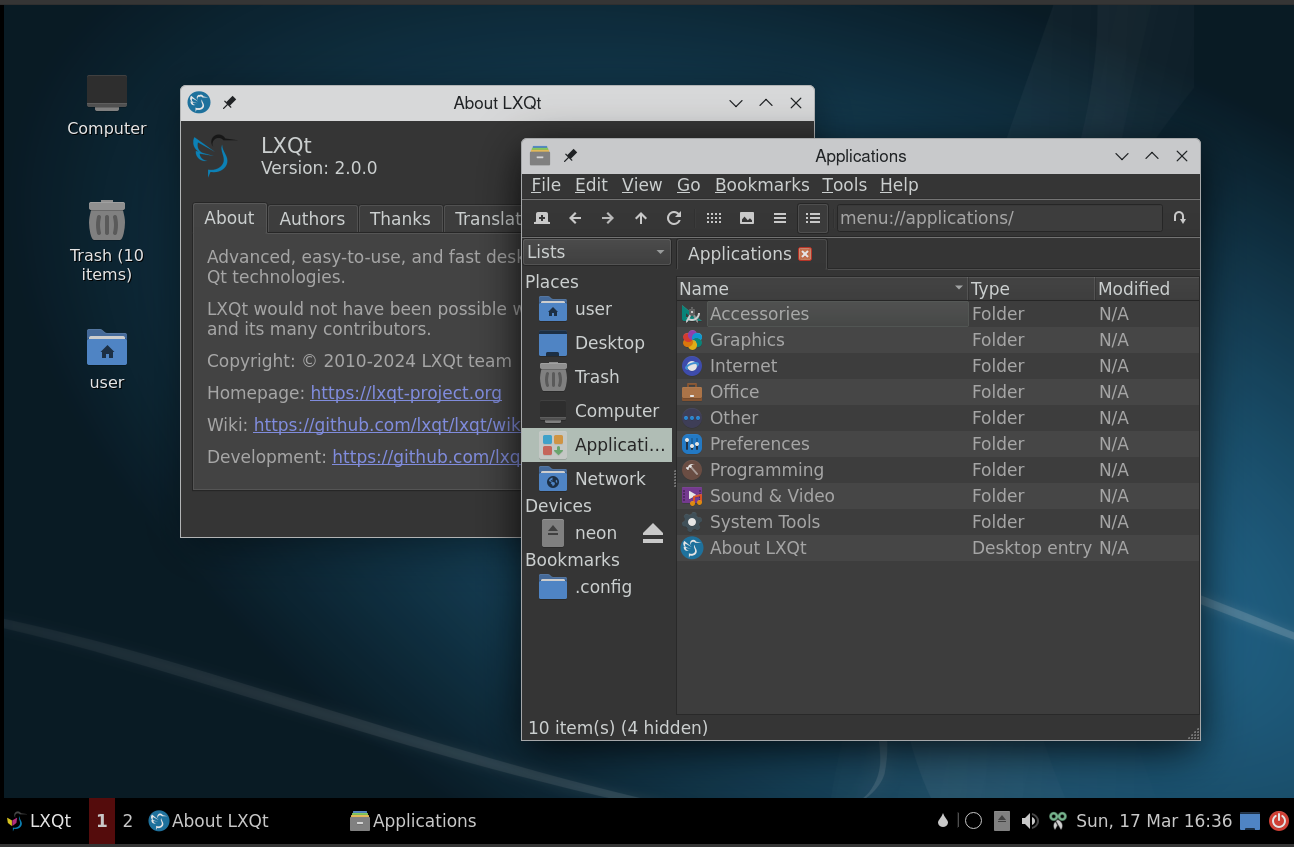 Computer
Trash (10
items)
user
About LXQt
LXQt
Version: 2.0.0
About Authors Thanks Translat
Advanced, easy-to-use, and fast desk
Qt technologies.
LXQt would not have been possible w
and its many contributors.
Copyright: © 2010-2024 LXQt team
Homepage: https://lxqt-project.org
Wiki: https://github.com/lxqt/lxqt/wik
Development: https://github.com/lxq
Applications
File Edit View Go Bookmarks Tools Help
menu://applications/
Lists
Places
user
Desktop
Trash
Computer
Applicati...
Network
Devices
neon
Bookmarks
.config
Applications
Name Type Modified
Accessories Folder N/A
Graphics Folder N/A
Internet Folder N/A
Office Folder N/A
Other Folder N/A
Preferences Folder N/A
Programming Folder N/A
Sound & Video Folder N/A
System Tools Folder N/A
About LXQt Desktop entry N/A
10 item(s) (4 hidden)
LXQt 1 2 About LXQt Applications Sun, 17 Mar 16:36